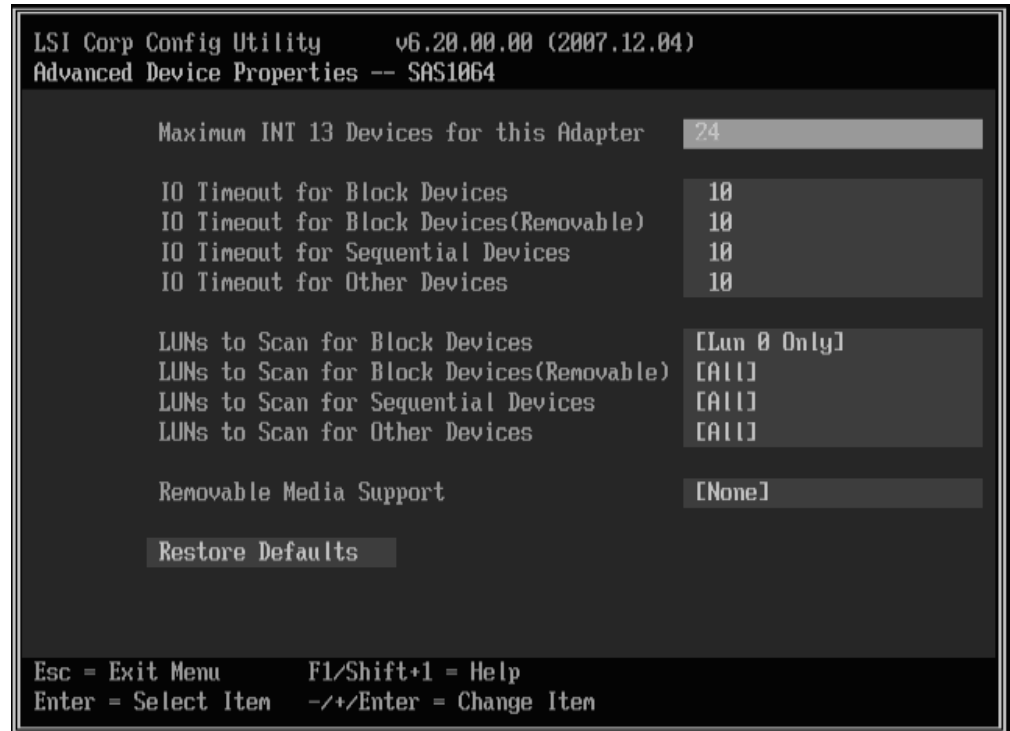 LSI Corp Config Utility v6.20.00.00 (2007.12.04)
Advanced Device Properties -- SAS1064
Maximum INT 13 Devices for this Adapter 24
IO Timeout for Block Devices 10
IO Timeout for Block Devices(Removable) 10
IO Timeout for Sequential Devices 10
IO Timeout for Other Devices 10
LUNs to Scan for Block Devices [Lun 0 Only]
LUNs to Scan for Block Devices(Removable) [All]
LUNs to Scan for Sequential Devices [All]
LUNs to Scan for Other Devices [All]
Removable Media Support [None]
Restore Defaults
Esc = Exit Menu F1/Shift+1 = Help
Enter = Select Item -/+/Enter = Change Item